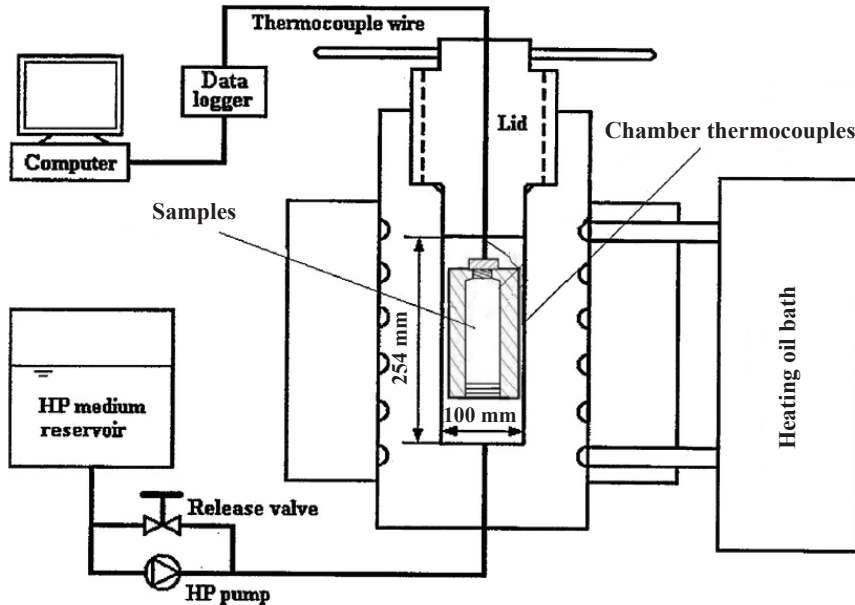 Thermocouple wire
Data
logger
Computer
Lid
Chamber thermocouples
Samples
254 mm
100 mm
Heating oil bath
HP medium
reservoir
Release valve
HP pump